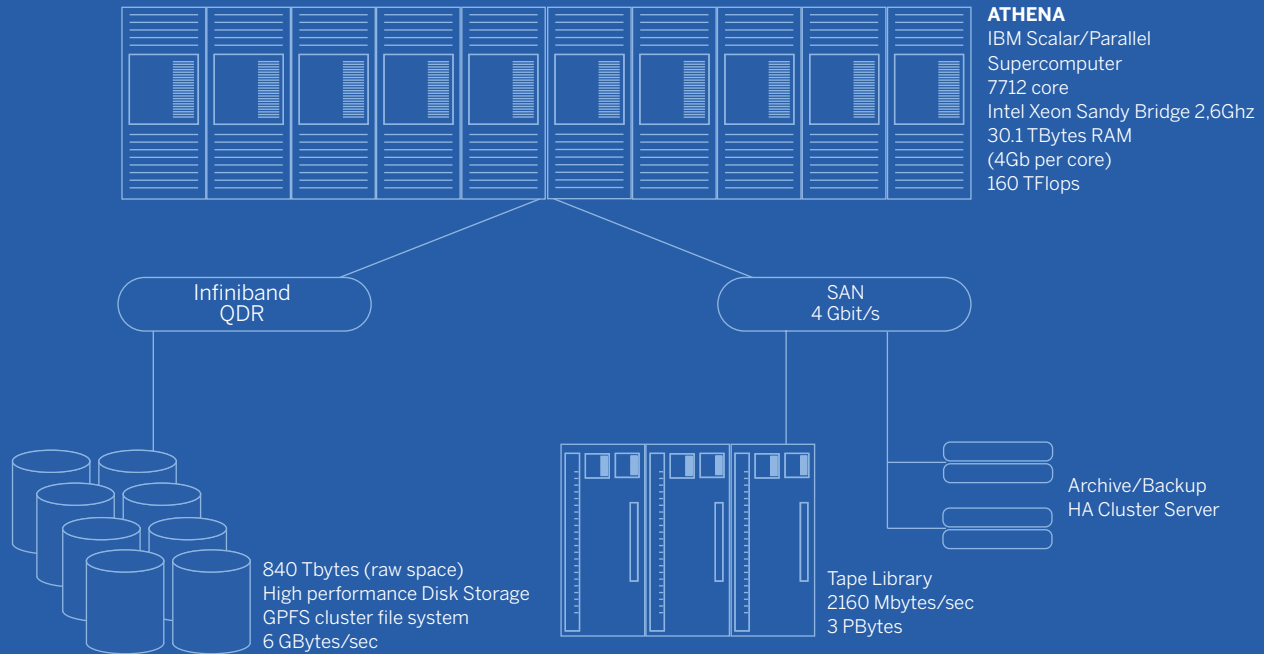 ATHENA
IBM Scalar/Parallel
Supercomputer
7712 core
Intel Xeon Sandy Bridge 2,6Ghz
30.1 TBytes RAM
(4Gb per core)
160 TFlops
Infiniband
QDR
SAN
4 Gbit/s
Archive/Backup
HA Cluster Server
840 Tbytes (raw space)
High performance Disk Storage
GPFS cluster file system
6 GBytes/sec
Tape Library
2160 Mbytes/sec
3 PBytes